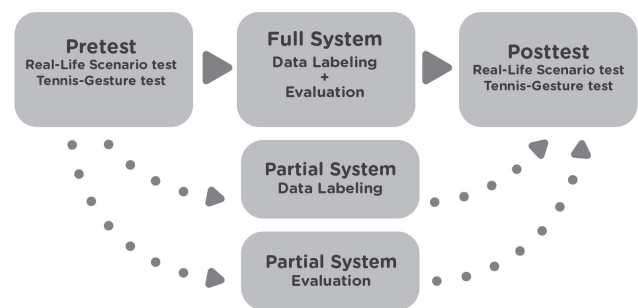 Pretest
Real-Life Scenario test
Tennis-Gesture test
Full System
Data Labeling
+
Evaluation
Posttest
Real-Life Scenario test
Tennis-Gesture test
Partial System
Data Labeling
Partial System
Evaluation